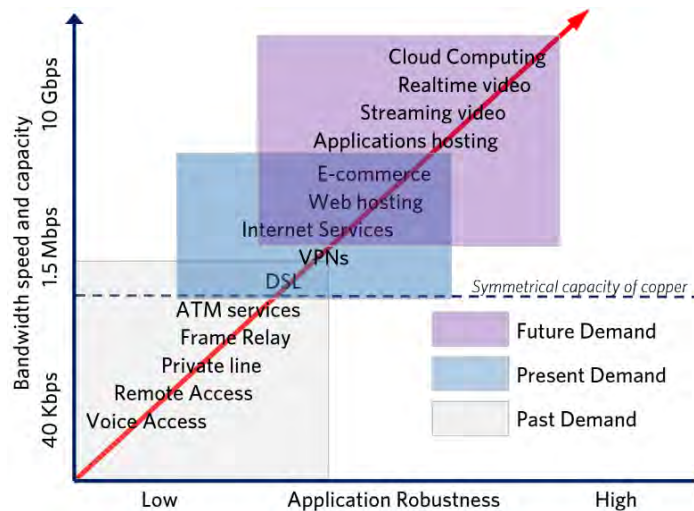 Cloud Computing
Realtime video
Streaming video
Applications hosting
E-commerce
Web hosting
Internet Services
VPNs
DSL
Symmetrical capacity of copper
ATM services
Frame Relay
Private line
Remote Access
Voice Access
Future Demand
Present Demand
Past Demand
Bandwidth speed and capacity
10 Gbps
1.5 Mbps
40 Kbps
Low
Application Robustness
High